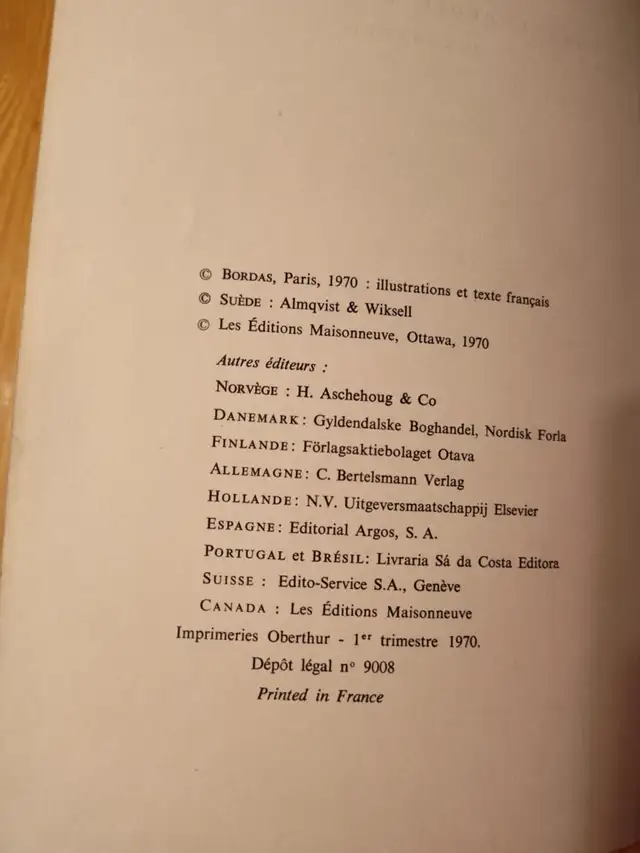 © BORDAS, Paris, 1970 : illustrations et texte français
© SUÈDE : Almqvist & Wiksell
© Les Éditions Maisonneuve, Ottawa, 1970
Autres éditeurs :
NORVÈGE : H. Aschehoug & Co
DANEMARK : Gyldendalske Boghandel, Nordisk Forla
FINLANDE : Förlagsaktiebolaget Otava
ALLEMAGNE : C. Bertelsmann Verlag
HOLLANDE : N.V. Uitgeversmaatschappij Elsevier
ESPAGNE : Editorial Argos, S. A.
PORTUGAL et BRÉSIL : Livraria Sá da Costa Editora
SUISSE : Edito-Service S.A., Genève
CANADA : Les Éditions Maisonneuve
Imprimeries Oberthur - 1er trimestre 1970.
Dépôt légal no 9008
Printed in France